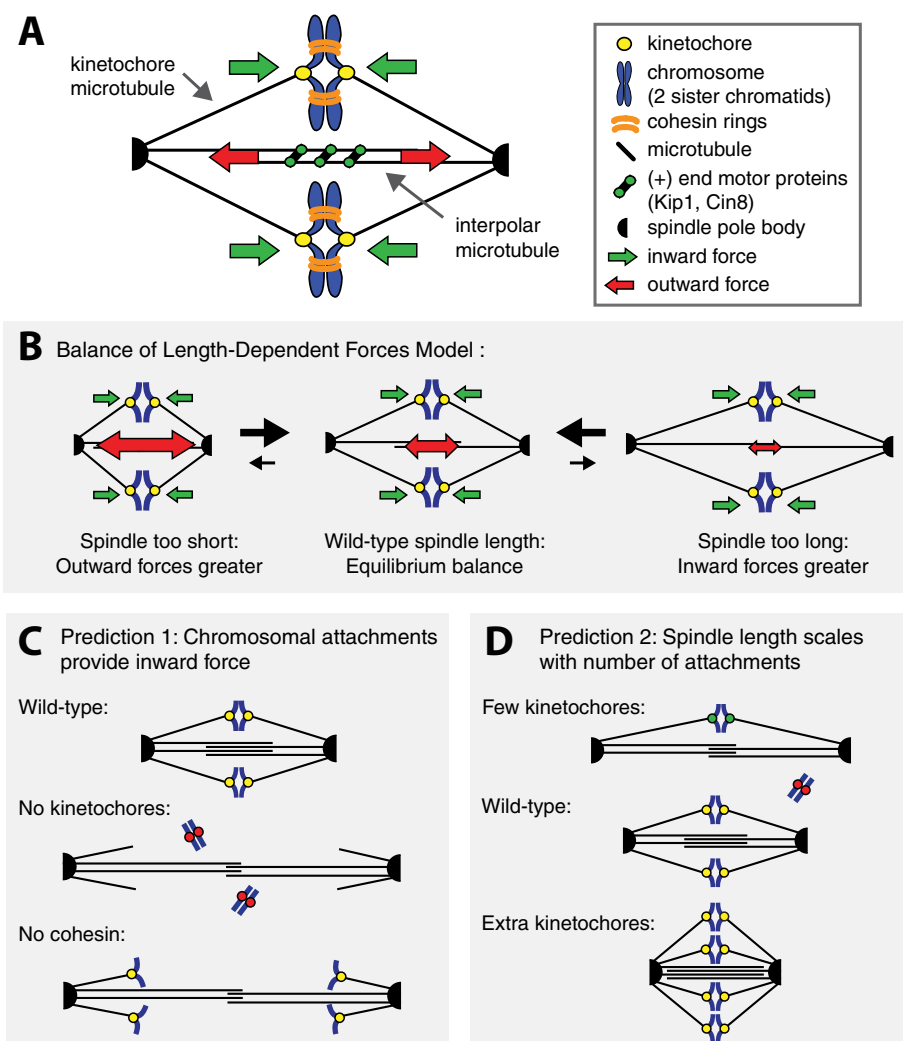 A
kinetochore
microtubule
interpolar
microtubule
kinetochore
chromosome
(2 sister chromatids)
cohesin rings
microtubule
(+) end motor proteins
(Kip1, Cin8)
spindle pole body
inward force
outward force
B Balance of Length-Dependent Forces Model :
Spindle too short:
Outward forces greater
Wild-type spindle length:
Equilibrium balance
Spindle too long:
Inward forces greater
C Prediction 1: Chromosomal attachments
provide inward force
Wild-type:
No kinetochores:
No cohesin:
D Prediction 2: Spindle length scales
with number of attachments
Few kinetochores:
Wild-type:
Extra kinetochores: